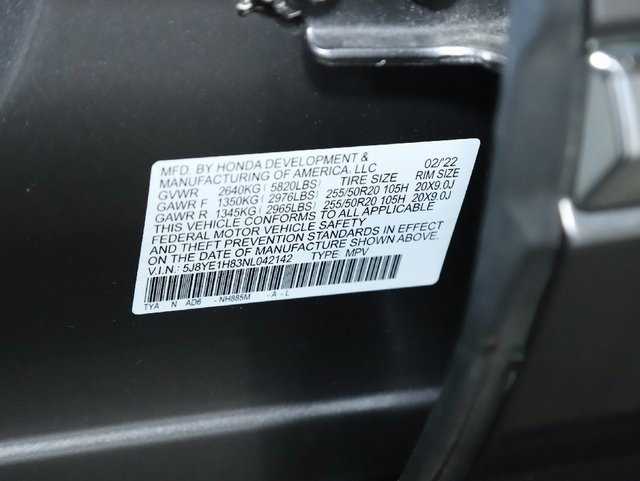 MFD. BY HONDA DEVELOPMENT & 02/'22
MANUFACTURING OF AMERICA, LLC RIM SIZE
GVWR 2640KG ( 5820LBS) TIRE SIZE 20X9.0J
GAWR F 1350KG ( 2976LBS) 255/50R20 105H 20X9.0J
GAWR R 1345KG ( 2965LBS) 255/50R20 105H
THIS VEHICLE CONFORMS TO ALL APPLICABLE
FEDERAL MOTOR VEHICLE SAFETY
AND THEFT PREVENTION STANDARDS IN EFFECT
ON THE DATE OF MANUFACTURE SHOWN ABOVE.
V.I.N.: 5J8YE1H83NL042142 TYPE: MPV
TYA N AD6 - NH885M - A - L